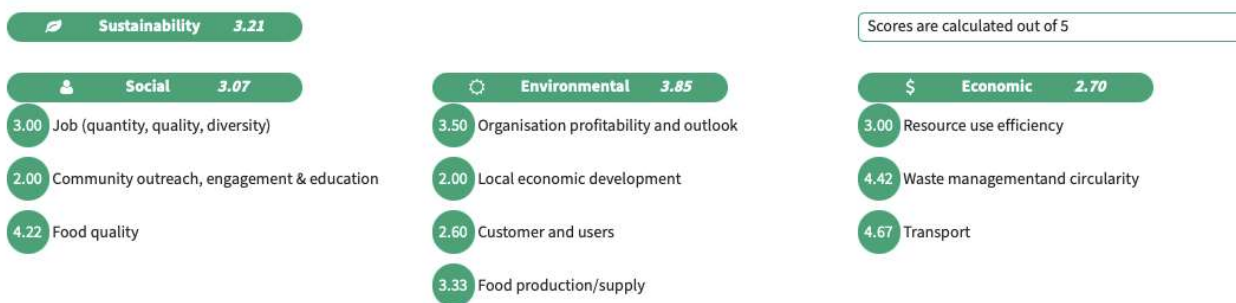 Sustainability 3.21
Scores are calculated out of 5
Social 3.07
3.00 Job (quantity, quality, diversity)
2.00 Community outreach, engagement & education
4.22 Food quality
Environmental 3.85
3.50 Organisation profitability and outlook
2.00 Local economic development
2.60 Customer and users
3.33 Food production/supply
$ Economic 2.70
3.00 Resource use efficiency
4.42 Waste managementand circularity
4.67 Transport